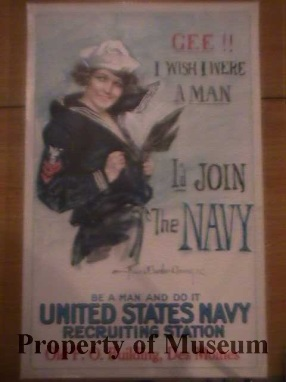 GEE !!
I WISH I WERE
A MAN
I'd JOIN
The NAVY
BE A MAN AND DO IT
UNITED STATES NAVY
RECRUITING STATION
Property of Museum